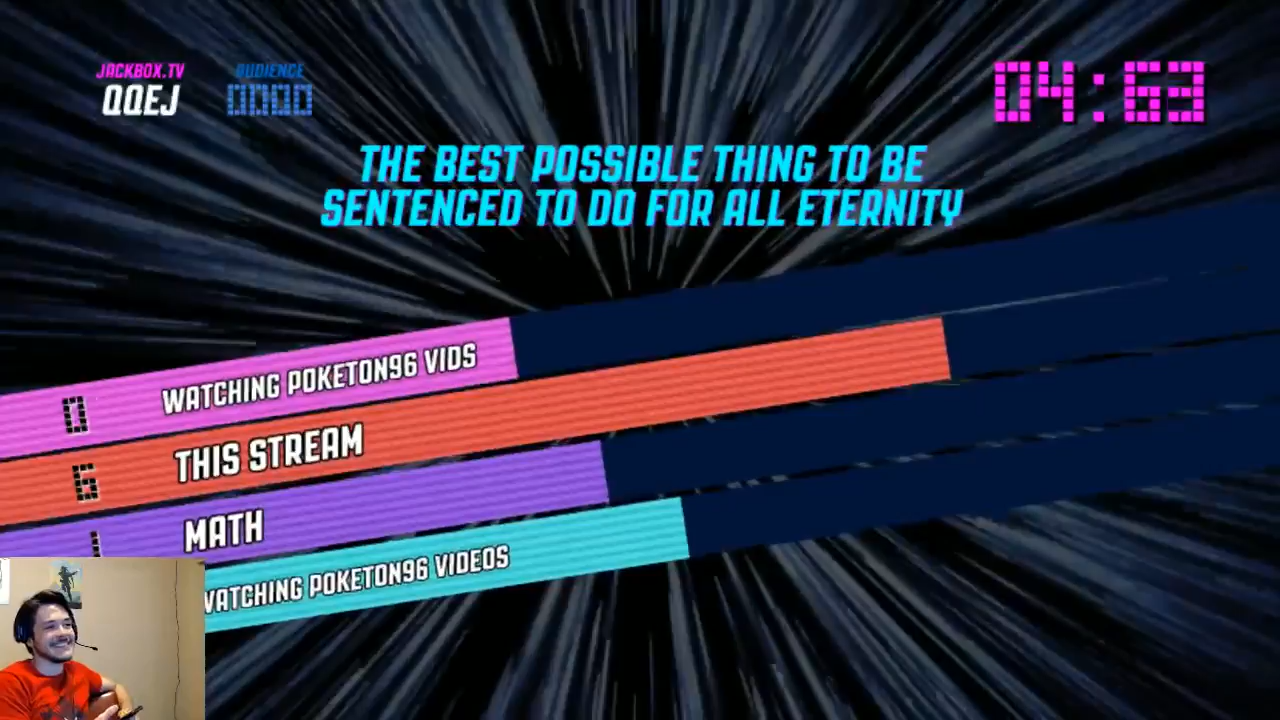 JACKBOX.TV
QQEJ
AUDIENCE
0000
04:63
THE BEST POSSIBLE THING TO BE
SENTENCED TO DO FOR ALL ETERNITY
0 WATCHING POKETON96 VIDS
6 THIS STREAM
1 MATH
WATCHING POKETON96 VIDEOS